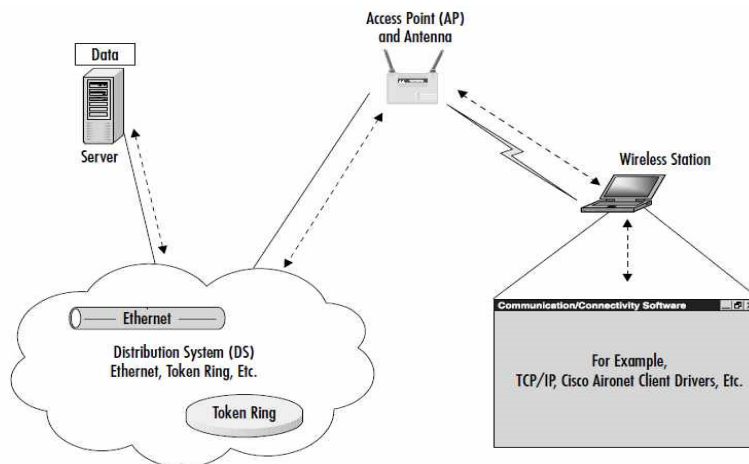 Access Point (AP)
and Antenna
Data
Server
Wireless Station
Ethernet
Distribution System (DS)
Ethernet, Token Ring, Etc.
Token Ring
Communication/Connectivity Software
For Example,
TCP/IP, Cisco Aironet Client Drivers, Etc.